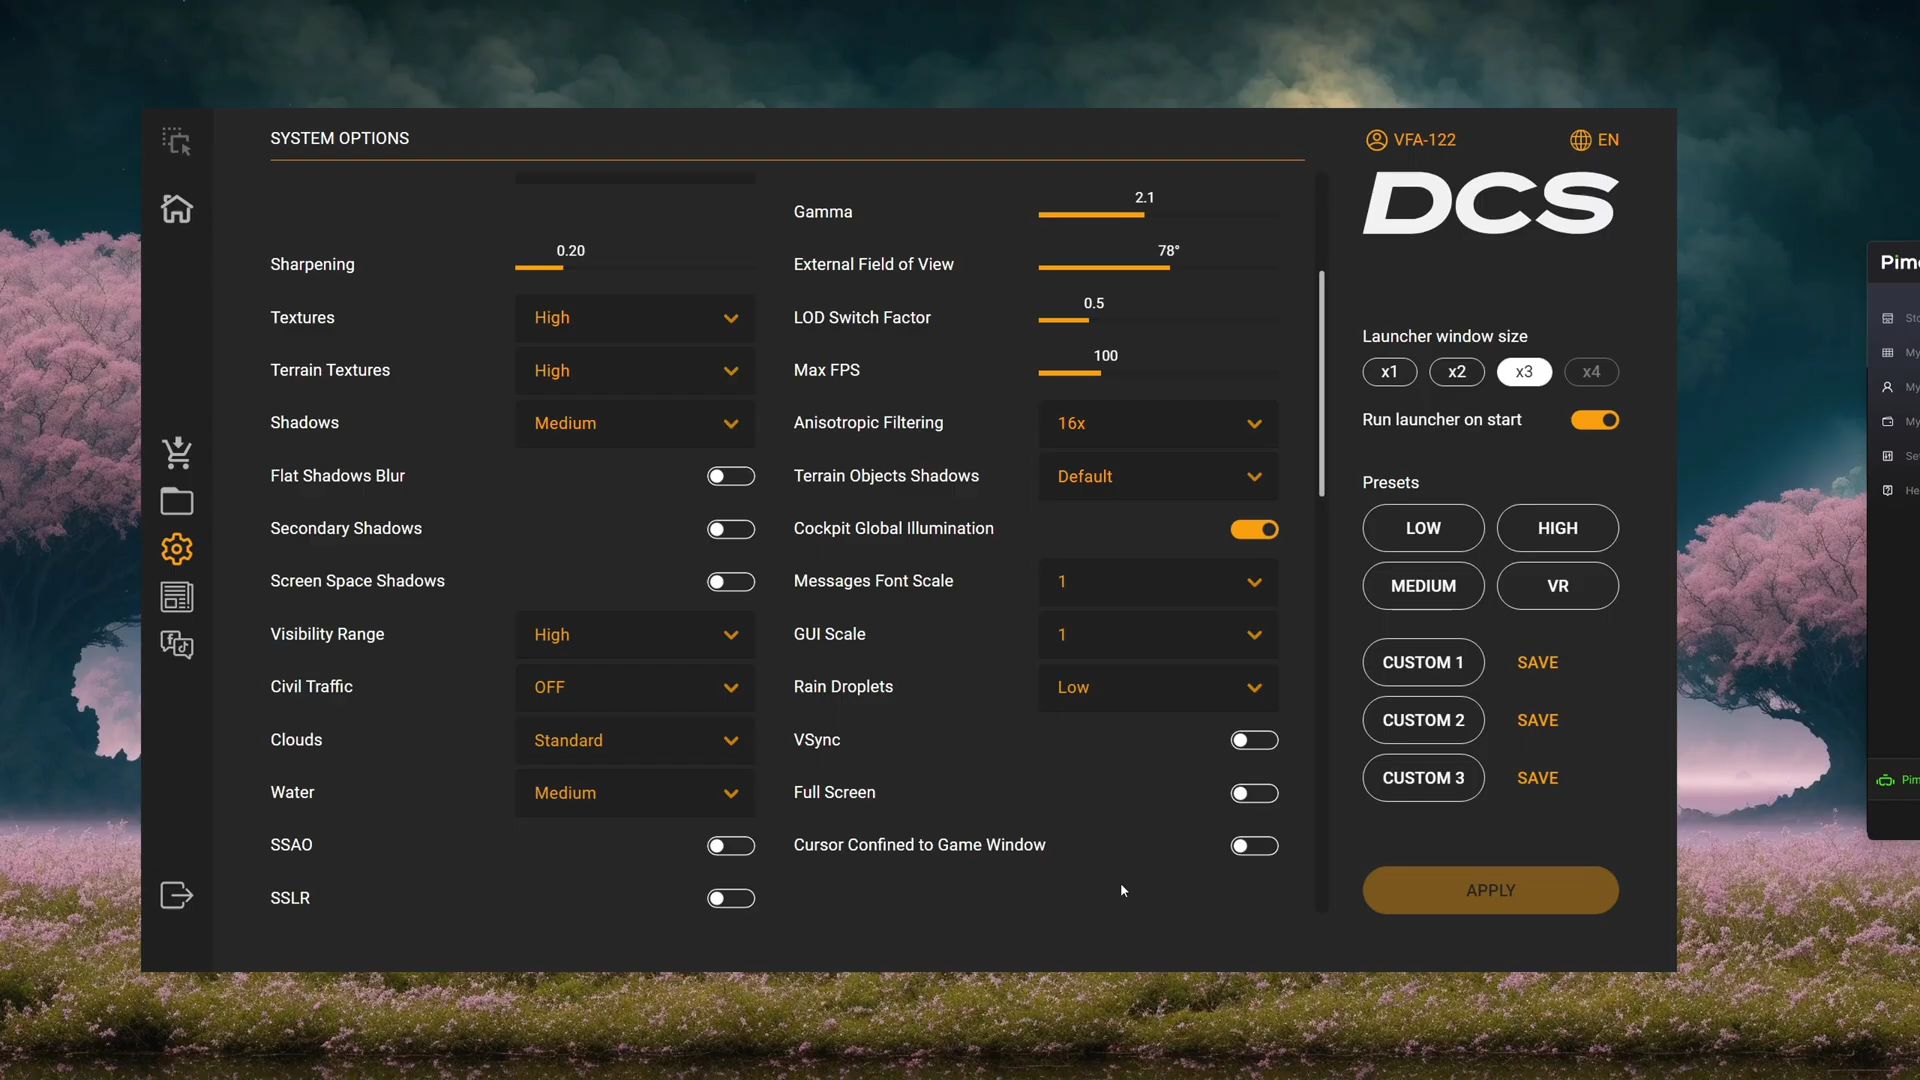 SYSTEM OPTIONS
VFA-122
EN
DCS
Gamma
2.1
Sharpening
0.20
External Field of View
78°
Textures
High
LOD Switch Factor
0.5
Terrain Textures
High
Max FPS
100
Shadows
Medium
Anisotropic Filtering
16x
Flat Shadows Blur
Terrain Objects Shadows
Default
Secondary Shadows
Cockpit Global Illumination
Screen Space Shadows
Messages Font Scale
1
Visibility Range
High
GUI Scale
1
Civil Traffic
OFF
Rain Droplets
Low
Clouds
Standard
VSync
Water
Medium
Full Screen
SSAO
Cursor Confined to Game Window
SSLR
Launcher window size
x1
x2
x3
x4
Run launcher on start
Presets
LOW
HIGH
MEDIUM
VR
CUSTOM 1
SAVE
CUSTOM 2
SAVE
CUSTOM 3
SAVE
APPLY
My
My
My